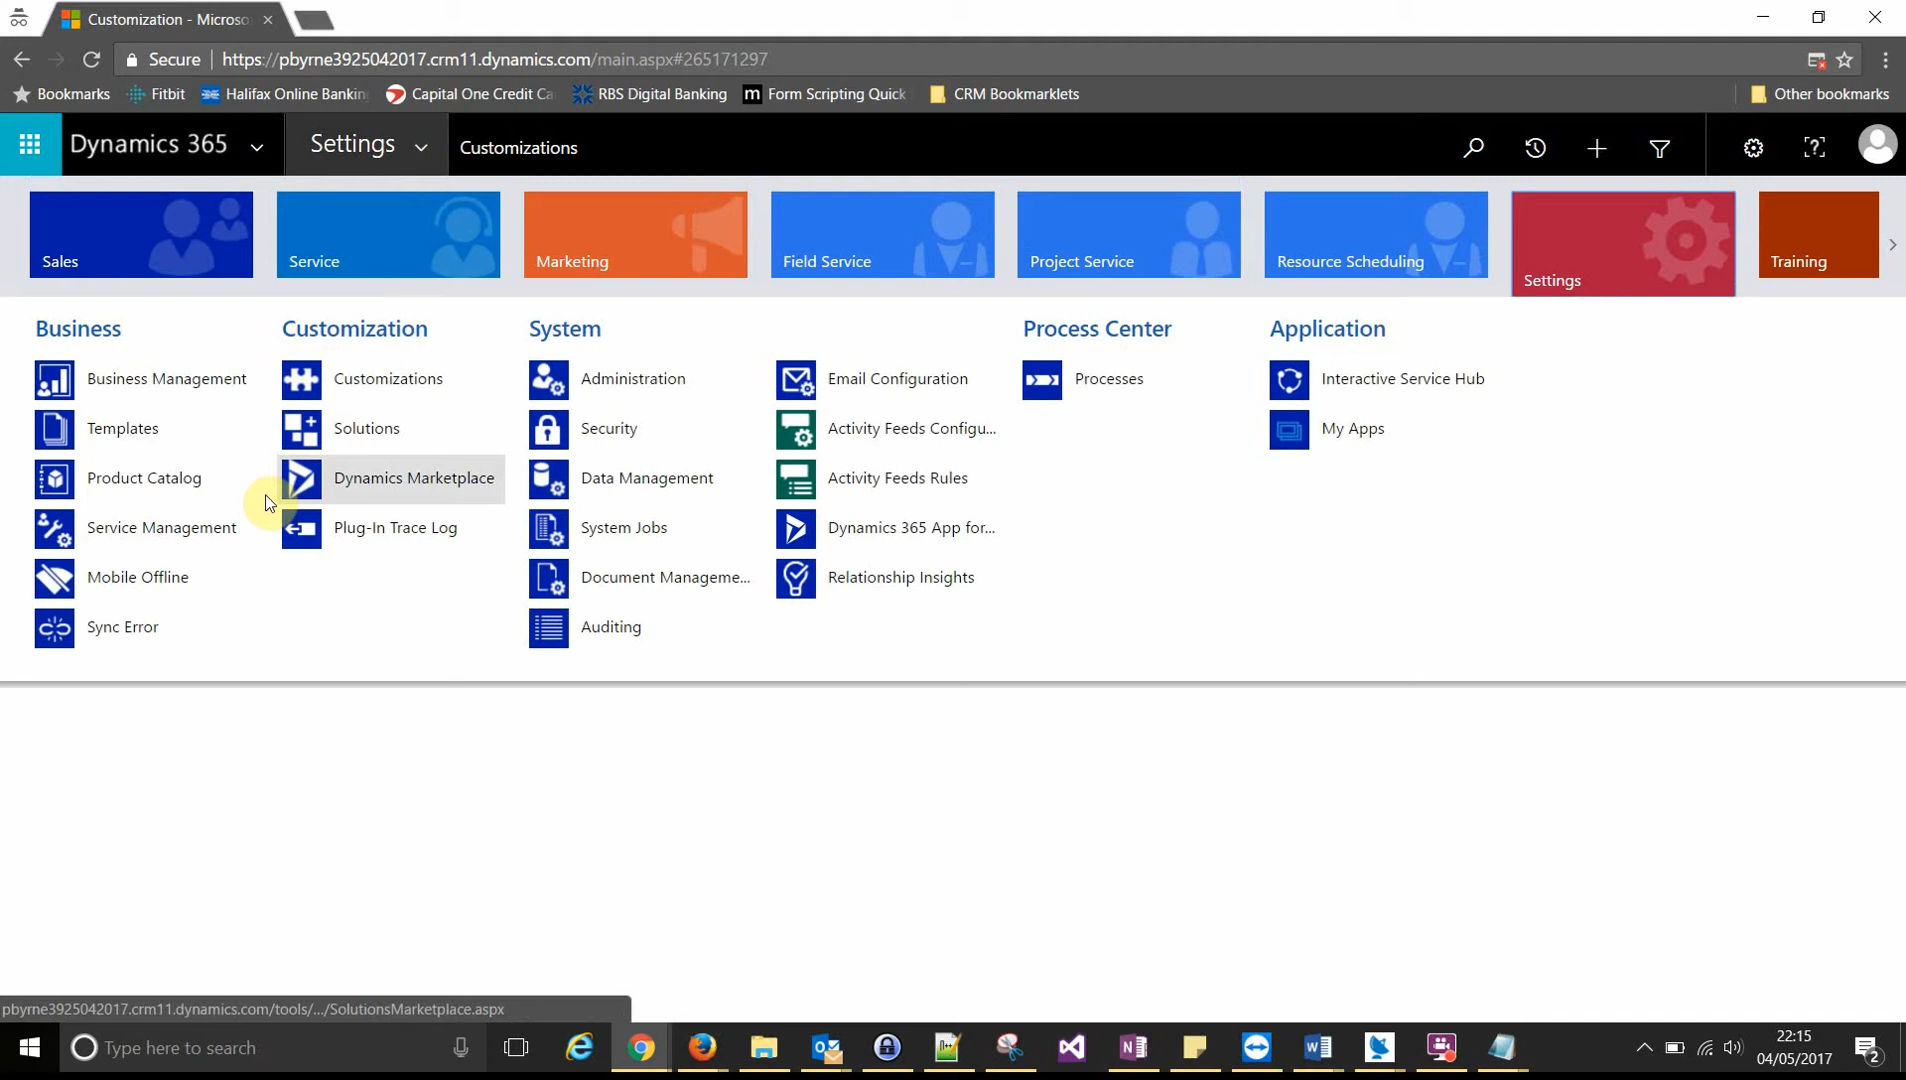 Customization - Microso
Secure https://pbyrne3925042017.crm11.dynamics.com/main.aspx#265171297
Bookmarks Fitbit Halifax Online Bankin Capital One Credit Ca RBS Digital Banking Form Scripting Quick CRM Bookmarklets Other bookmarks
Dynamics 365 Settings Customizations
Sales Service Marketing Field Service Project Service Resource Scheduling Settings Training
Business Customization System Process Center Application
Business Management Customizations Administration Email Configuration Processes Interactive Service Hub
Templates Solutions Security Activity Feeds Configu... My Apps
Product Catalog Dynamics Marketplace Data Management Activity Feeds Rules
Service Management Plug-In Trace Log System Jobs Dynamics 365 App for...
Mobile Offline Document Manageme... Relationship Insights
Sync Error Auditing
pbyrne3925042017.crm11.dynamics.com/tools/.../SolutionsMarketplace.aspx
Type here to search
22:15
04/05/2017
2